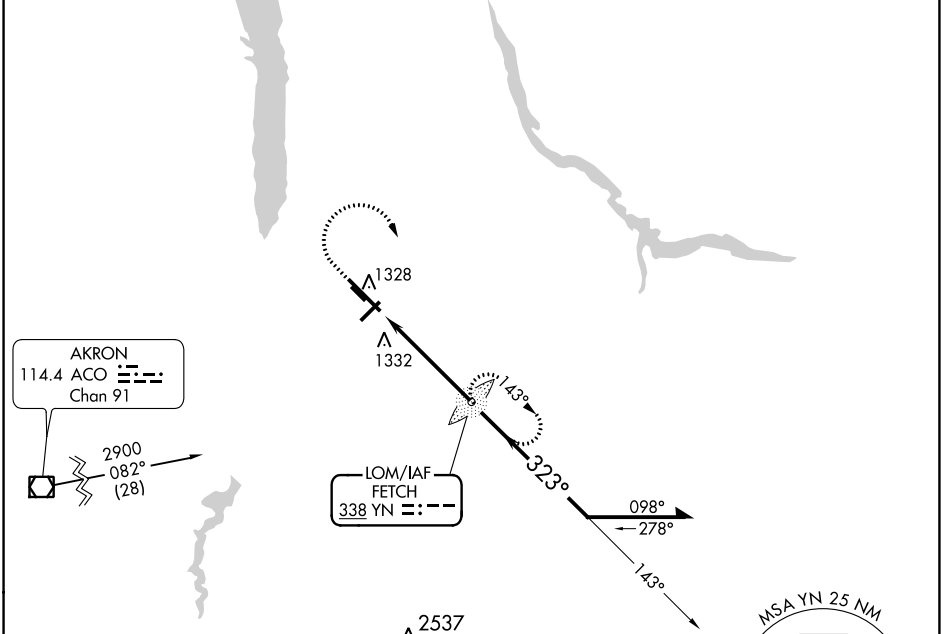 1328
1332
AKRON
114.4 ACO
Chan 91
2900
082°
(28)
143°
LOM/IAF
FETCH
338 YN
323°
098°
278°
143°
2537
MSA YN 25 NM